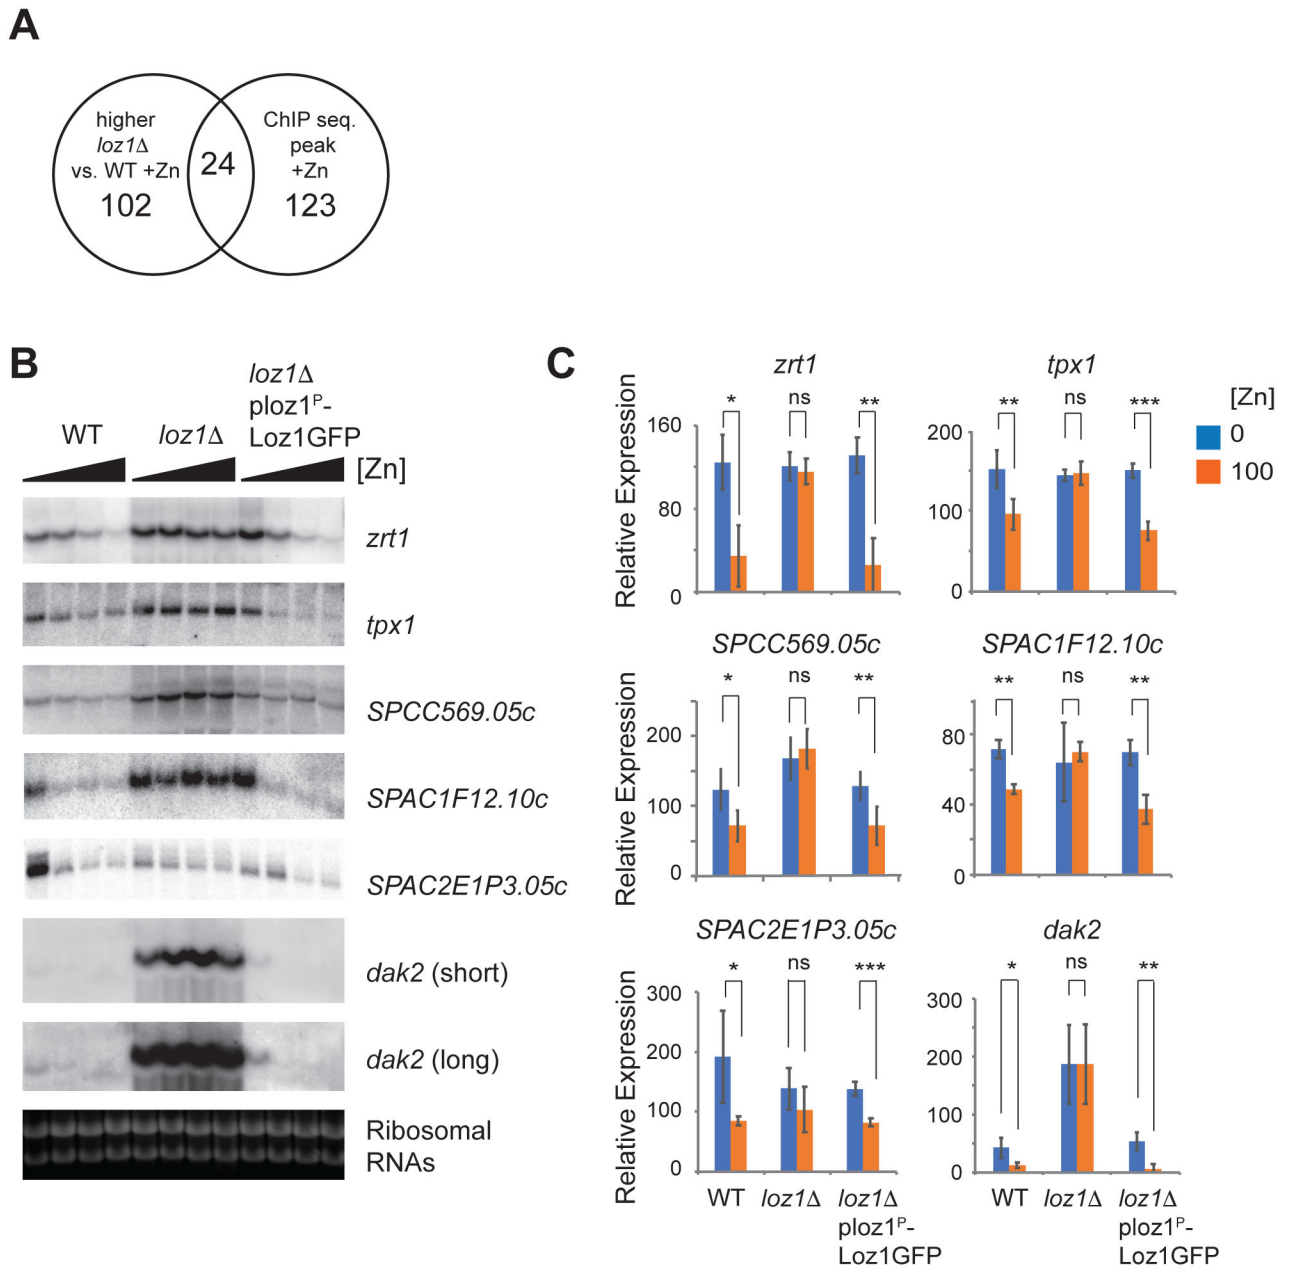 A
higher
loz1Δ
vs. WT +Zn
102
24
ChIP seq.
peak
+Zn
123
B
WT
loz1Δ
loz1Δ
ploz1ᴾ-
Loz1GFP
[Zn]
zrt1
tpx1
SPCC569.05c
SPAC1F12.10c
SPAC2E1P3.05c
dak2 (short)
dak2 (long)
Ribosomal
RNAs
C
zrt1
Relative Expression
160
80
0
*
ns
**
tpx1
200
100
0
**
ns
***
[Zn]
0
100
SPCC569.05c
Relative Expression
200
100
0
*
ns
**
SPAC1F12.10c
80
40
0
**
ns
**
SPAC2E1P3.05c
Relative Expression
300
200
100
0
*
ns
***
WT
loz1Δ
loz1Δ
ploz1ᴾ-
Loz1GFP
dak2
300
200
100
0
*
ns
**
WT
loz1Δ
loz1Δ
ploz1ᴾ-
Loz1GFP